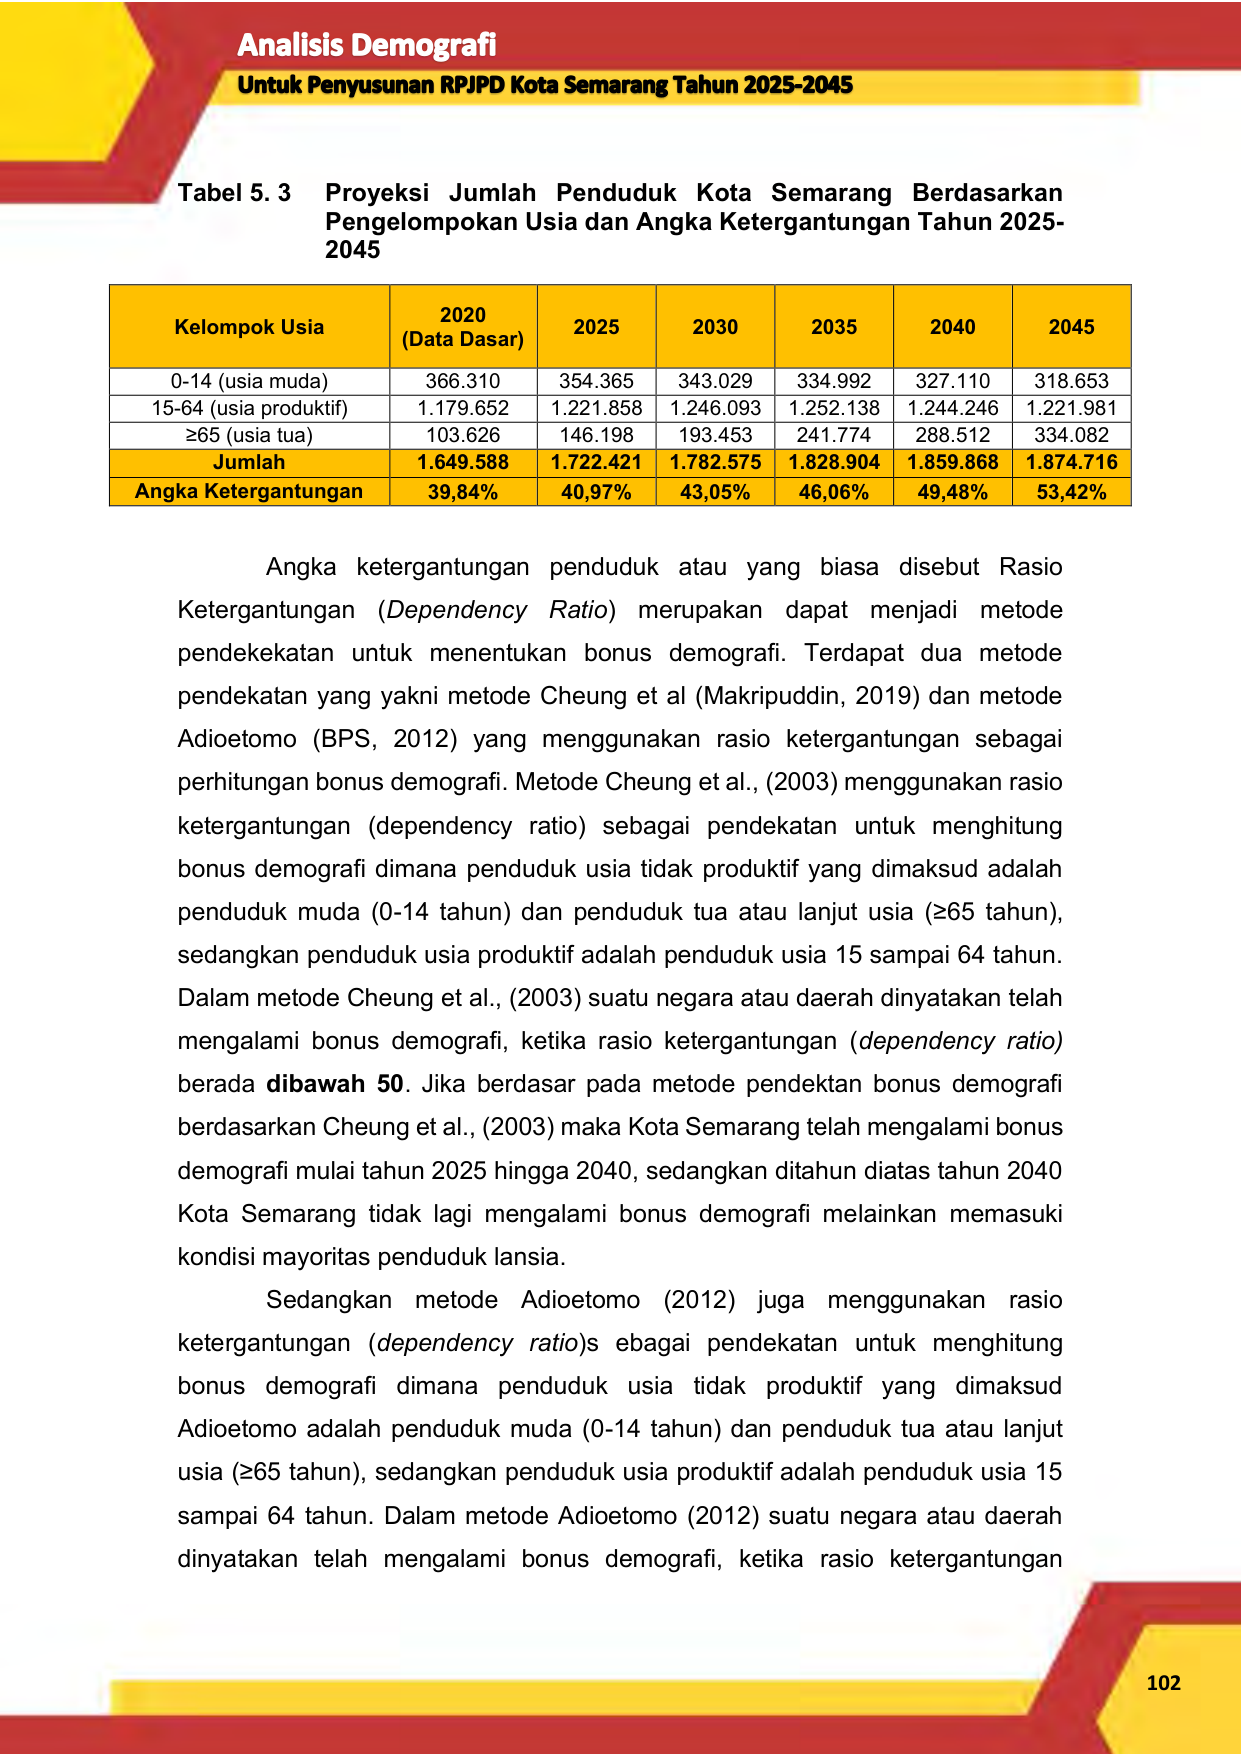 Analisis Demografi
Untuk Penyusunan RPJPD Kota Semarang Tahun 2025-2045
Tabel 5. 3 Proyeksi Jumlah Penduduk Kota Semarang Berdasarkan
Pengelompokan Usia dan Angka Ketergantungan Tahun 2025-
2045
Kelompok Usia 2020 (Data Dasar) 2025 2030 2035 2040 2045
0-14 (usia muda) 366.310 354.365 343.029 334.992 327.110 318.653
15-64 (usia produktif) 1.179.652 1.221.858 1.246.093 1.252.138 1.244.246 1.221.981
≥65 (usia tua) 103.626 146.198 193.453 241.774 288.512 334.082
Jumlah 1.649.588 1.722.421 1.782.575 1.828.904 1.859.868 1.874.716
Angka Ketergantungan 39,84% 40,97% 43,05% 46,06% 49,48% 53,42%
Angka ketergantungan penduduk atau yang biasa disebut Rasio
Ketergantungan (Dependency Ratio) merupakan dapat menjadi metode
pendekekatan untuk menentukan bonus demografi. Terdapat dua metode
pendekatan yang yakni metode Cheung et al (Makripuddin, 2019) dan metode
Adioetomo (BPS, 2012) yang menggunakan rasio ketergantungan sebagai
perhitungan bonus demografi. Metode Cheung et al., (2003) menggunakan rasio
ketergantungan (dependency ratio) sebagai pendekatan untuk menghitung
bonus demografi dimana penduduk usia tidak produktif yang dimaksud adalah
penduduk muda (0-14 tahun) dan penduduk tua atau lanjut usia (≥65 tahun),
sedangkan penduduk usia produktif adalah penduduk usia 15 sampai 64 tahun.
Dalam metode Cheung et al., (2003) suatu negara atau daerah dinyatakan telah
mengalami bonus demografi, ketika rasio ketergantungan (dependency ratio)
berada dibawah 50. Jika berdasar pada metode pendektan bonus demografi
berdasarkan Cheung et al., (2003) maka Kota Semarang telah mengalami bonus
demografi mulai tahun 2025 hingga 2040, sedangkan ditahun diatas tahun 2040
Kota Semarang tidak lagi mengalami bonus demografi melainkan memasuki
kondisi mayoritas penduduk lansia.
Sedangkan metode Adioetomo (2012) juga menggunakan rasio
ketergantungan (dependency ratio)s ebagai pendekatan untuk menghitung
bonus demografi dimana penduduk usia tidak produktif yang dimaksud
Adioetomo adalah penduduk muda (0-14 tahun) dan penduduk tua atau lanjut
usia (≥65 tahun), sedangkan penduduk usia produktif adalah penduduk usia 15
sampai 64 tahun. Dalam metode Adioetomo (2012) suatu negara atau daerah
dinyatakan telah mengalami bonus demografi, ketika rasio ketergantungan
102